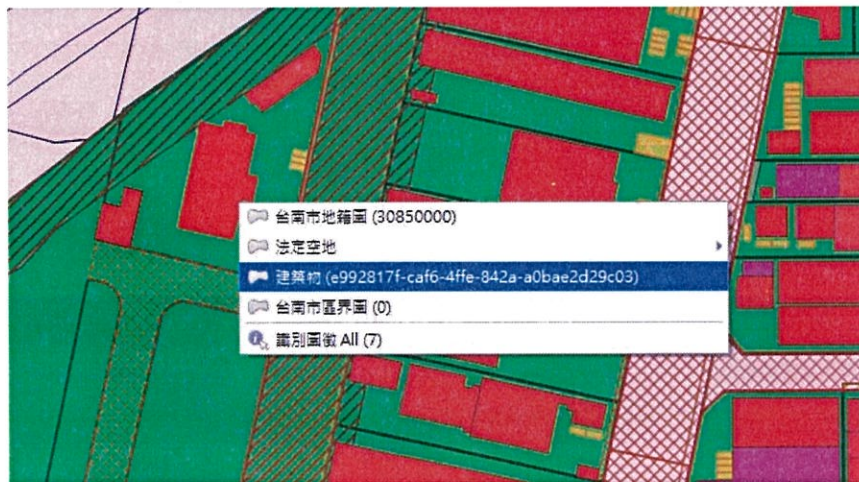 台南市地籍圖 (30850000)
法定空地
建築物 (e992817f-caf6-4ffe-842a-a0bae2d29c03)
台南市區界圖 (0)
識別圖徵 All (7)